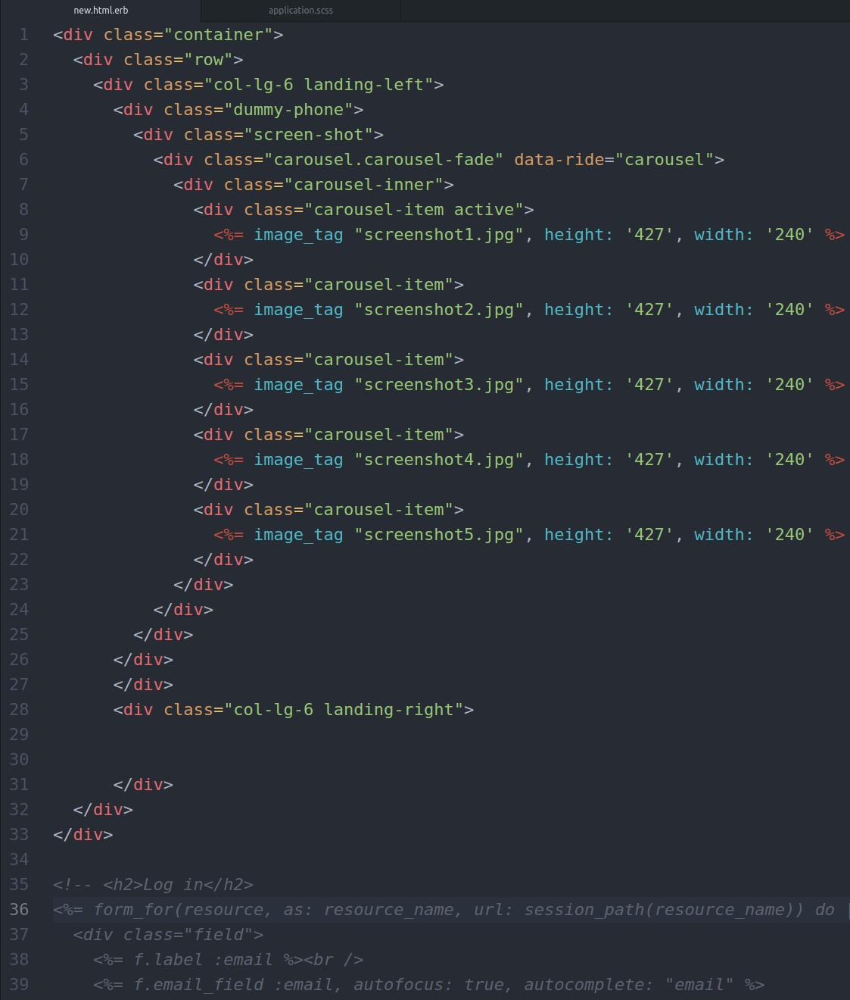 new.html.erb application.scss
1 <div class="container">
2   <div class="row">
3     <div class="col-lg-6 landing-left">
4       <div class="dummy-phone">
5         <div class="screen-shot">
6           <div class="carousel.carousel-fade" data-ride="carousel">
7             <div class="carousel-inner">
8               <div class="carousel-item active">
9                 <%= image_tag "screenshot1.jpg", height: '427', width: '240' %>
10               </div>
11               <div class="carousel-item">
12                 <%= image_tag "screenshot2.jpg", height: '427', width: '240' %>
13               </div>
14               <div class="carousel-item">
15                 <%= image_tag "screenshot3.jpg", height: '427', width: '240' %>
16               </div>
17               <div class="carousel-item">
18                 <%= image_tag "screenshot4.jpg", height: '427', width: '240' %>
19               </div>
20               <div class="carousel-item">
21                 <%= image_tag "screenshot5.jpg", height: '427', width: '240' %>
22               </div>
23             </div>
24           </div>
25         </div>
26       </div>
27       </div>
28       <div class="col-lg-6 landing-right">
29
30
31       </div>
32   </div>
33 </div>
34
35 <!-- <h2>Log in</h2>
36 <%= form_for(resource, as: resource_name, url: session_path(resource_name)) do
37   <div class="field">
38     <%= f.label :email %><br />
39     <%= f.email_field :email, autofocus: true, autocomplete: "email" %>